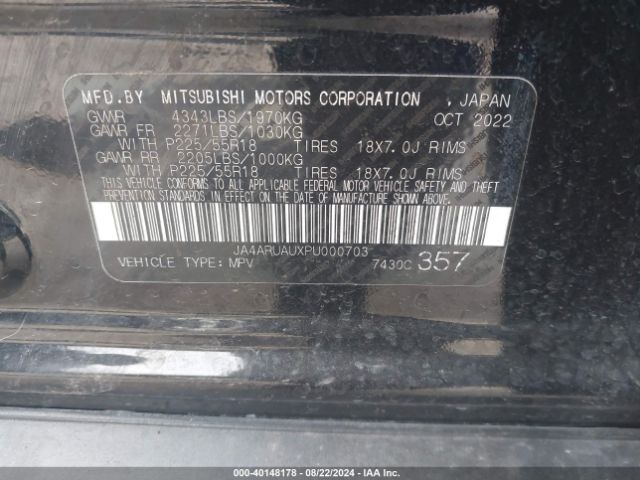 MFD.BY MITSUBISHI MOTORS CORPORATION , JAPAN
GVWR 4343LBS/1970KG OCT 2022
GAWR FR 2271LBS/1030KG
WITH P225/55R18 TIRES 18X7.0J RIMS
GAWR RR 2205LBS/1000KG
WITH P225/55R18 TIRES 18X7.0J RIMS
THIS VEHICLE CONFORMS TO ALL APPLICABLE FEDERAL MOTOR VEHICLE SAFETY AND THEFT
PREVENTION STANDARDS IN EFFECT ON THE DATE OF MANUFACTURE SHOWN ABOVE.
JA4ARUAUXPU000703
VEHICLE TYPE: MPV 7430C 357
000-40148178 - 08/22/2024 - IAA Inc.